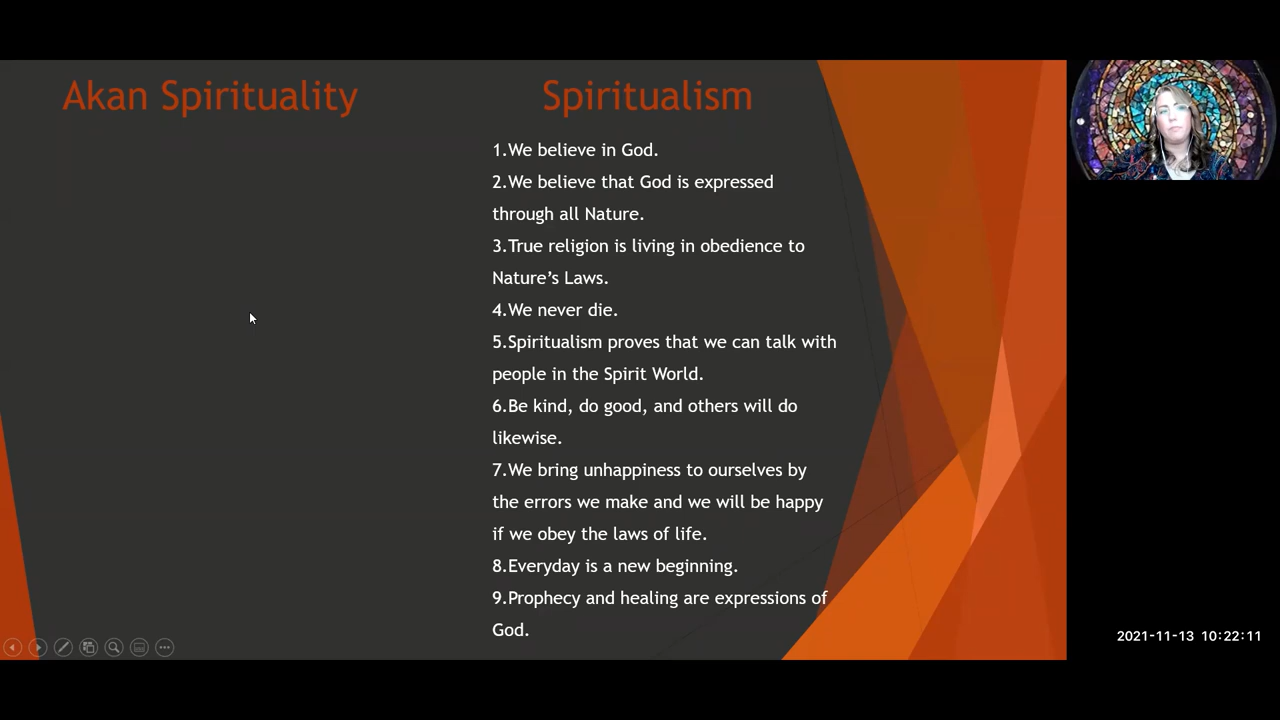 Akan Spirituality
Spiritualism
1.We believe in God.
2.We believe that God is expressed
through all Nature.
3.True religion is living in obedience to
Nature’s Laws.
4.We never die.
5.Spiritualism proves that we can talk with
people in the Spirit World.
6.Be kind, do good, and others will do
likewise.
7.We bring unhappiness to ourselves by
the errors we make and we will be happy
if we obey the laws of life.
8.Everyday is a new beginning.
9.Prophecy and healing are expressions of
God.
2021-11-13 10:22:11